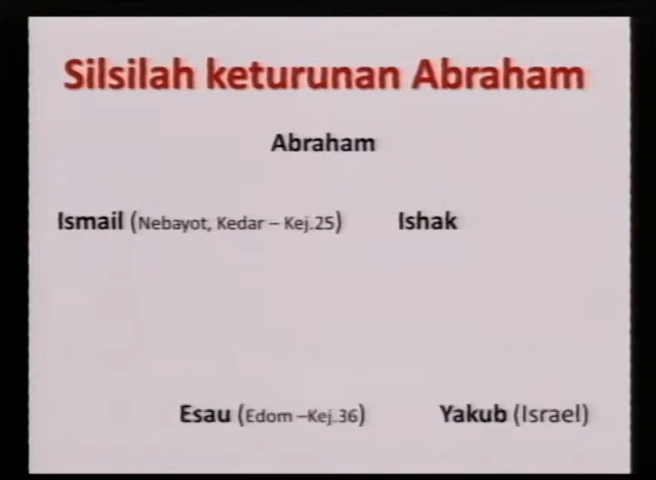 Silsilah keturunan Abraham
Abraham
Ismail (Nebayot, Kedar – Kej.25) Ishak
Esau (Edom –Kej.36) Yakub (Israel)